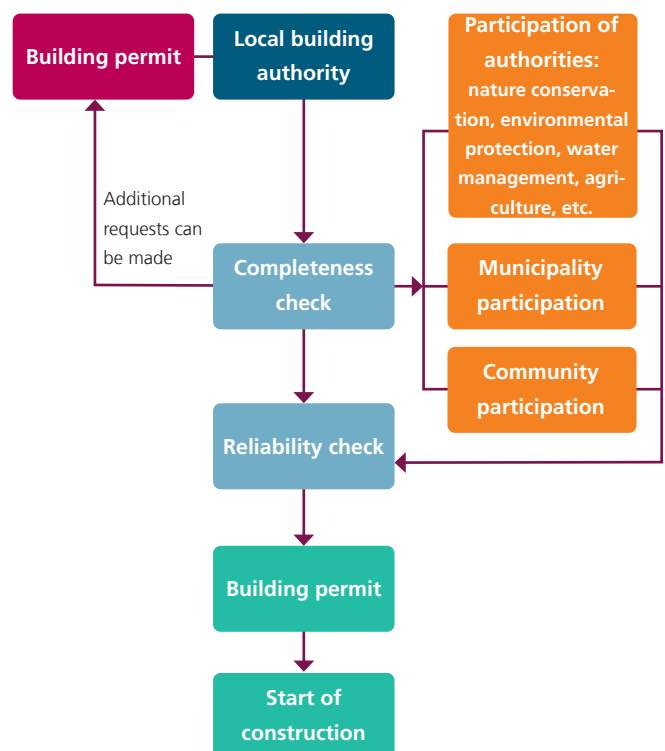 Building permit
Local building
authority
Participation of
authorities:
nature conserva-
tion, environmental
protection, water
management, agri-
culture, etc.
Additional
requests can
be made
Completeness
check
Municipality
participation
Community
participation
Reliability check
Building permit
Start of
construction